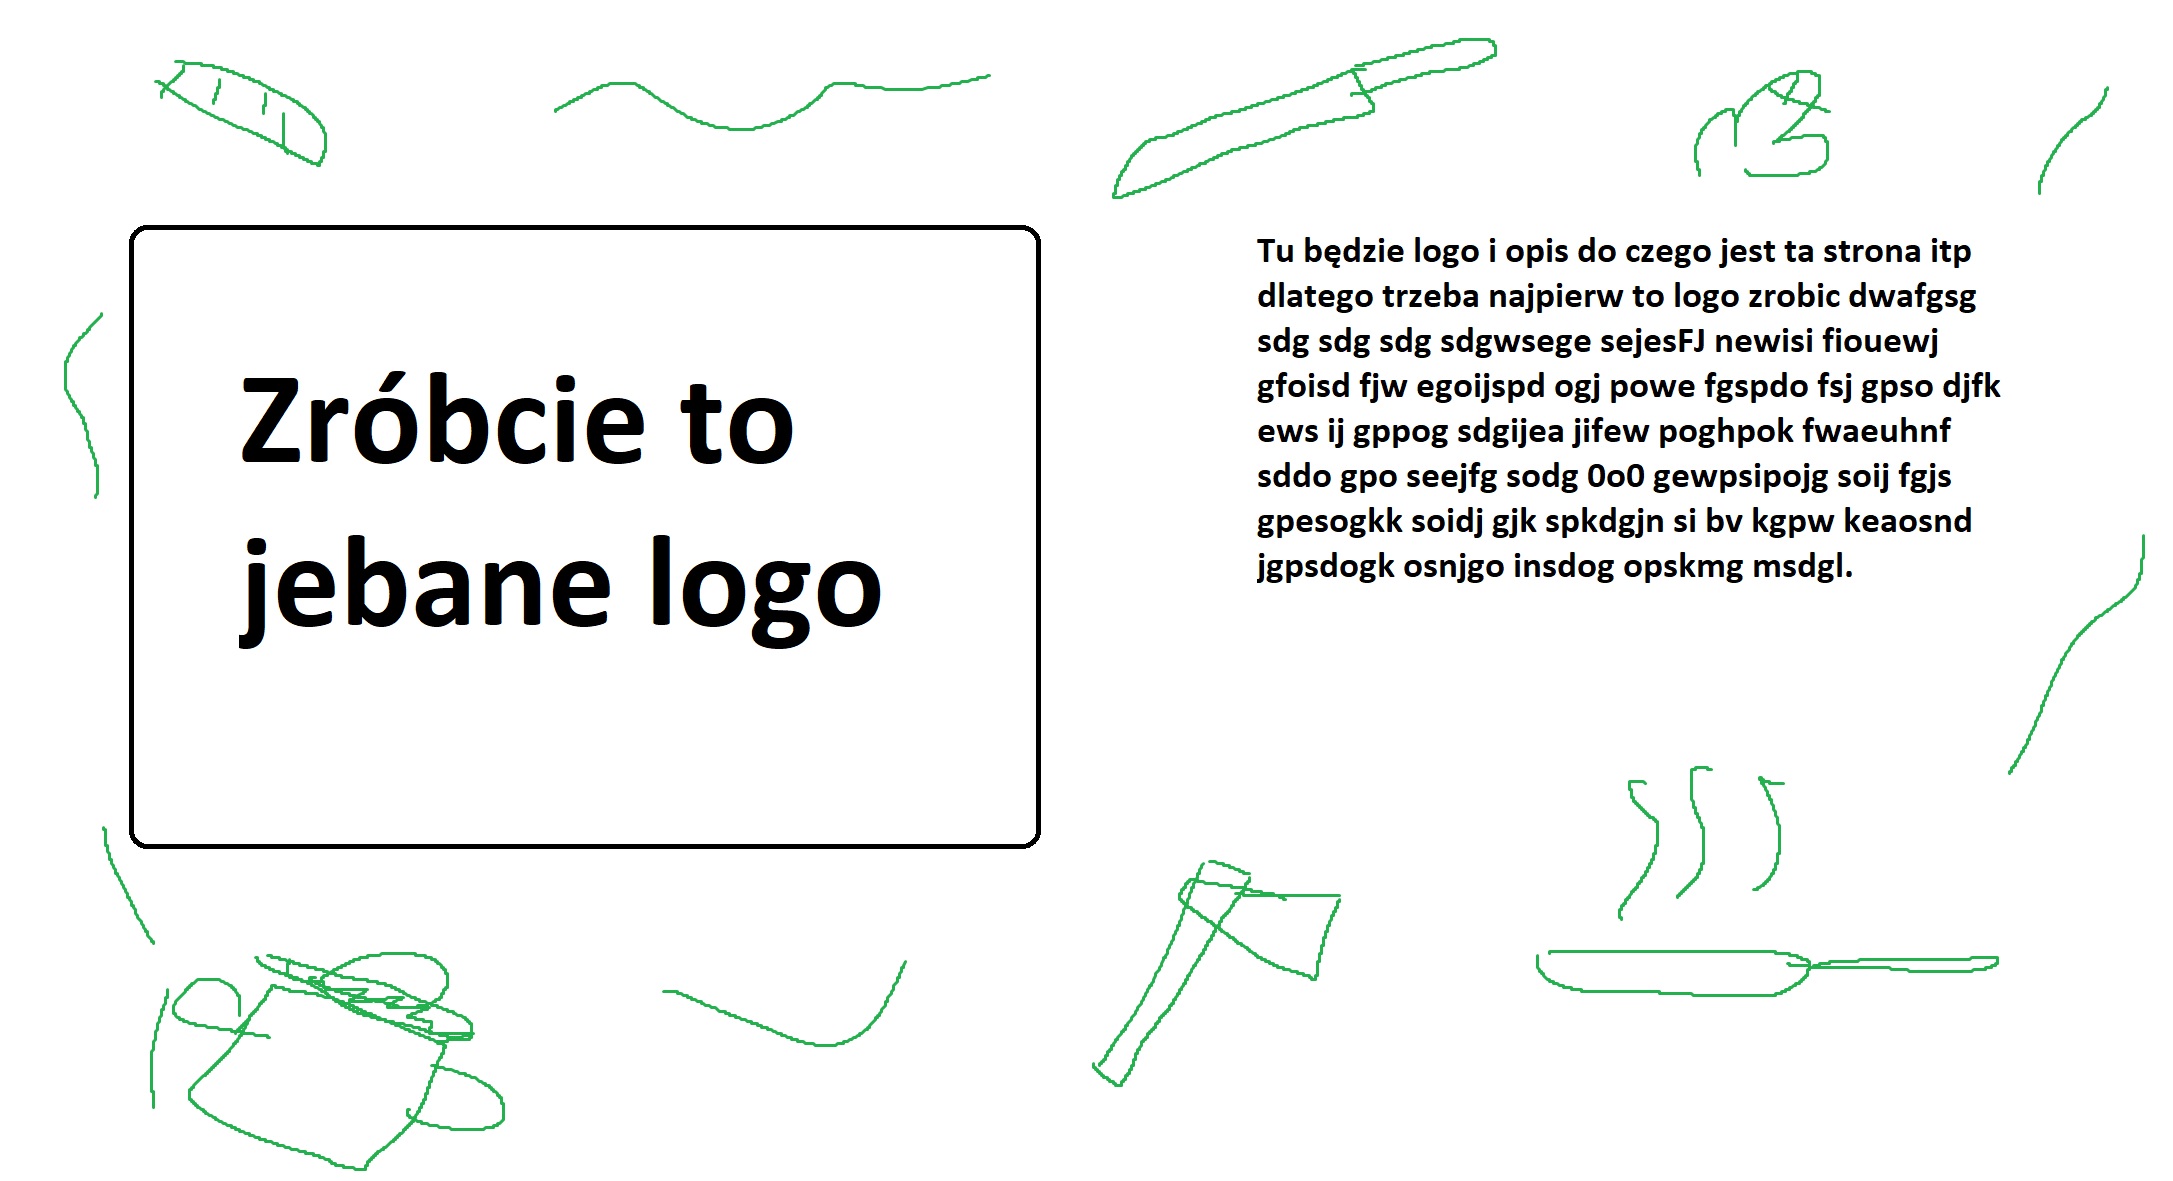 Zróbcie to
jebane logo
Tu będzie logo i opis do czego jest ta strona itp
dlatego trzeba najpierw to logo zrobic dwafgsg
sdg sdg sdg sdgwsege sejesFJ newisi fiouewj
gfoisd fjw egoijspd ogj powe fgspdo fsj gpso djfk
ews ij gppog sdgijea jifew poghpok fwaeuhnf
sddo gpo seejfg sodg 0o0 gewpsipojg soij fgjs
gpesogkk soidj gjk spkdgjn si bv kgpw keaosnd
jgpsdogk osnjgo insdog opskmg msdgl.